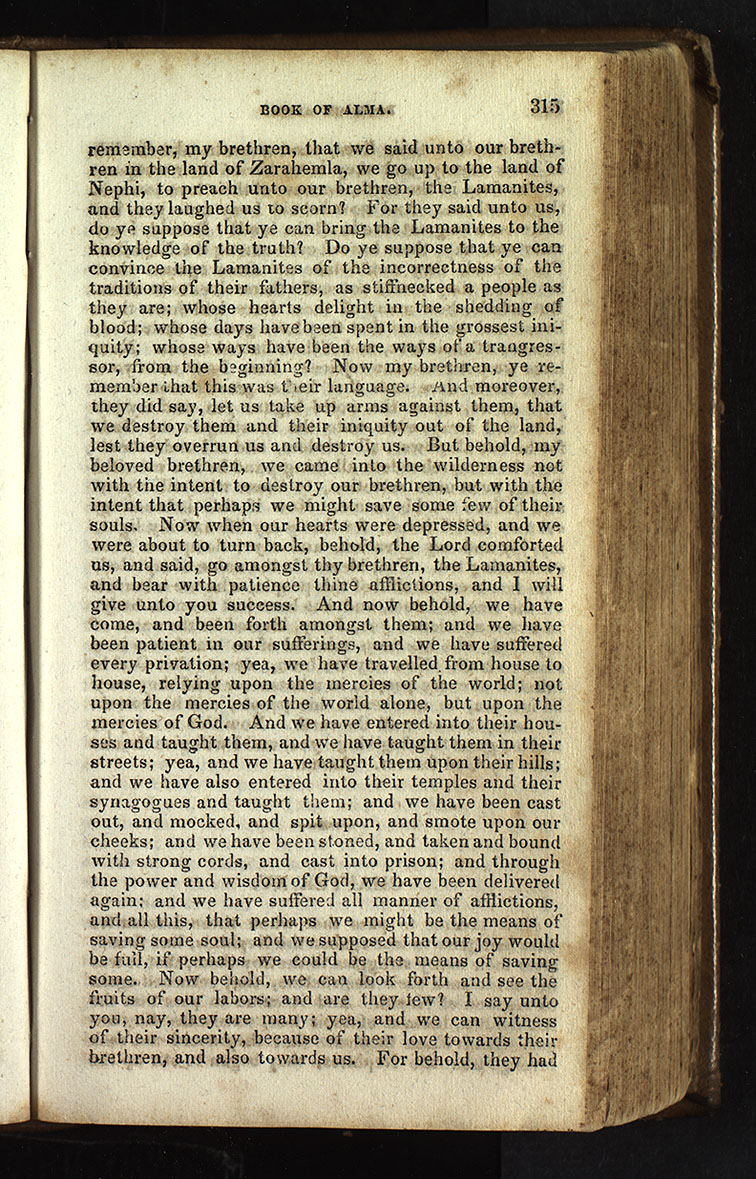 BOOK OF ALMA. 315
remember, my brethren, that we said unto our breth-
ren in the land of Zarahemla, we go up to the land of
Nephi, to preach unto our brethren, the Lamanites,
and they laughed us to scorn? For they said unto us,
do ye suppose that ye can bring the Lamanites to the
knowledge of the truth? Do ye suppose that ye can
convince the Lamanites of the incorrectness of the
traditions of their fathers, as stiffnecked a people as
they are; whose hearts delight in the shedding of
blood; whose days have been spent in the grossest ini-
quity; whose ways have been the ways of a trangres-
sor, from the beginning? Now my brethren, ye re-
member that this was their language. And moreover,
they did say, let us take up arms against them, that
we destroy them and their iniquity out of the land,
lest they overrun us and destroy us. But behold, my
beloved brethren, we came into the wilderness not
with the intent to destroy our brethren, but with the
intent that perhaps we might save some few of their
souls. Now when our hearts were depressed, and we
were about to turn back, behold, the Lord comforted
us, and said, go amongst thy brethren, the Lamanites,
and bear with patience thine afflictions, and I will
give unto you success. And now behold, we have
come, and been forth amongst them; and we have
been patient in our sufferings, and we have suffered
every privation; yea, we have travelled from house to
house, relying upon the mercies of the world; not
upon the mercies of the world alone, but upon the
mercies of God. And we have entered into their hou-
ses and taught them, and we have taught them in their
streets; yea, and we have taught them upon their hills;
and we have also entered into their temples and their
synagogues and taught them; and we have been cast
out, and mocked, and spit upon, and smote upon our
cheeks; and we have been stoned, and taken and bound
with strong cords, and cast into prison; and through
the power and wisdom of God, we have been delivered
again; and we have suffered all manner of afflictions,
and all this, that perhaps we might be the means of
saving some soul; and we supposed that our joy would
be full, if perhaps we could be the means of saving
some. Now behold, we can look forth and see the
fruits of our labors; and are they few? I say unto
you, nay, they are many; yea, and we can witness
of their sincerity, because of their love towards their
brethren, and also towards us. For behold, they had